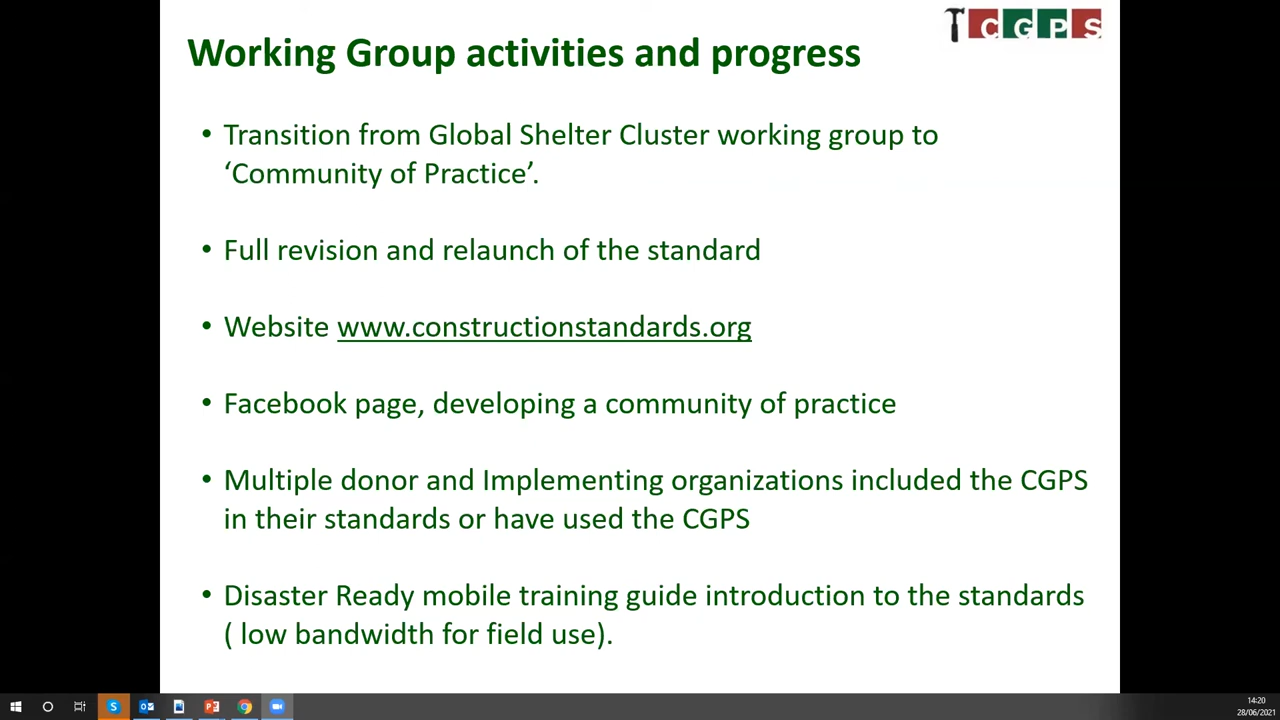 CGPS
Working Group activities and progress
• Transition from Global Shelter Cluster working group to
‘Community of Practice’.
• Full revision and relaunch of the standard
• Website www.constructionstandards.org
• Facebook page, developing a community of practice
• Multiple donor and Implementing organizations included the CGPS
in their standards or have used the CGPS
• Disaster Ready mobile training guide introduction to the standards
( low bandwidth for field use).
14:20
28/06/2021